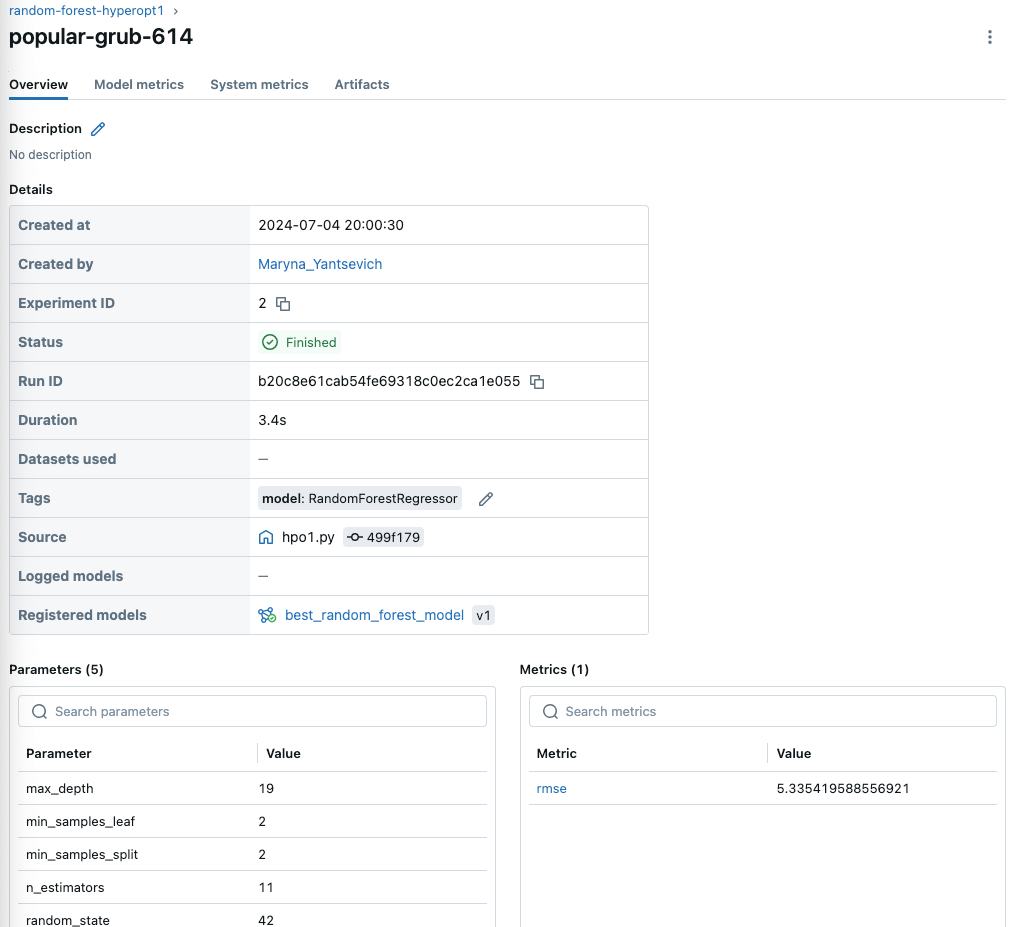 random-forest-hyperopt1 ›
popular-grub-614
Overview Model metrics System metrics Artifacts
Description
No description
Details
Created at 2024-07-04 20:00:30
Created by Maryna_Yantsevich
Experiment ID 2
Status Finished
Run ID b20c8e61cab54fe69318c0ec2ca1e055
Duration 3.4s
Datasets used —
Tags model: RandomForestRegressor
Source hpo1.py 499f179
Logged models —
Registered models best_random_forest_model v1
Parameters (5)
Search parameters
Parameter Value
max_depth 19
min_samples_leaf 2
min_samples_split 2
n_estimators 11
random_state 42
Metrics (1)
Search metrics
Metric Value
rmse 5.335419588556921